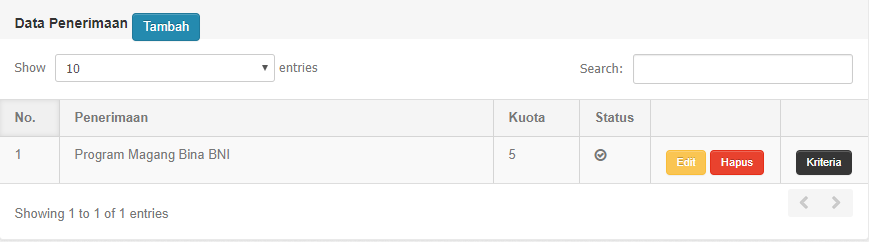 Data Penerimaan Tambah
Show 10 entries Search:
No. Penerimaan Kuota Status
1 Program Magang Bina BNI 5 Edit Hapus Kriteria
Showing 1 to 1 of 1 entries